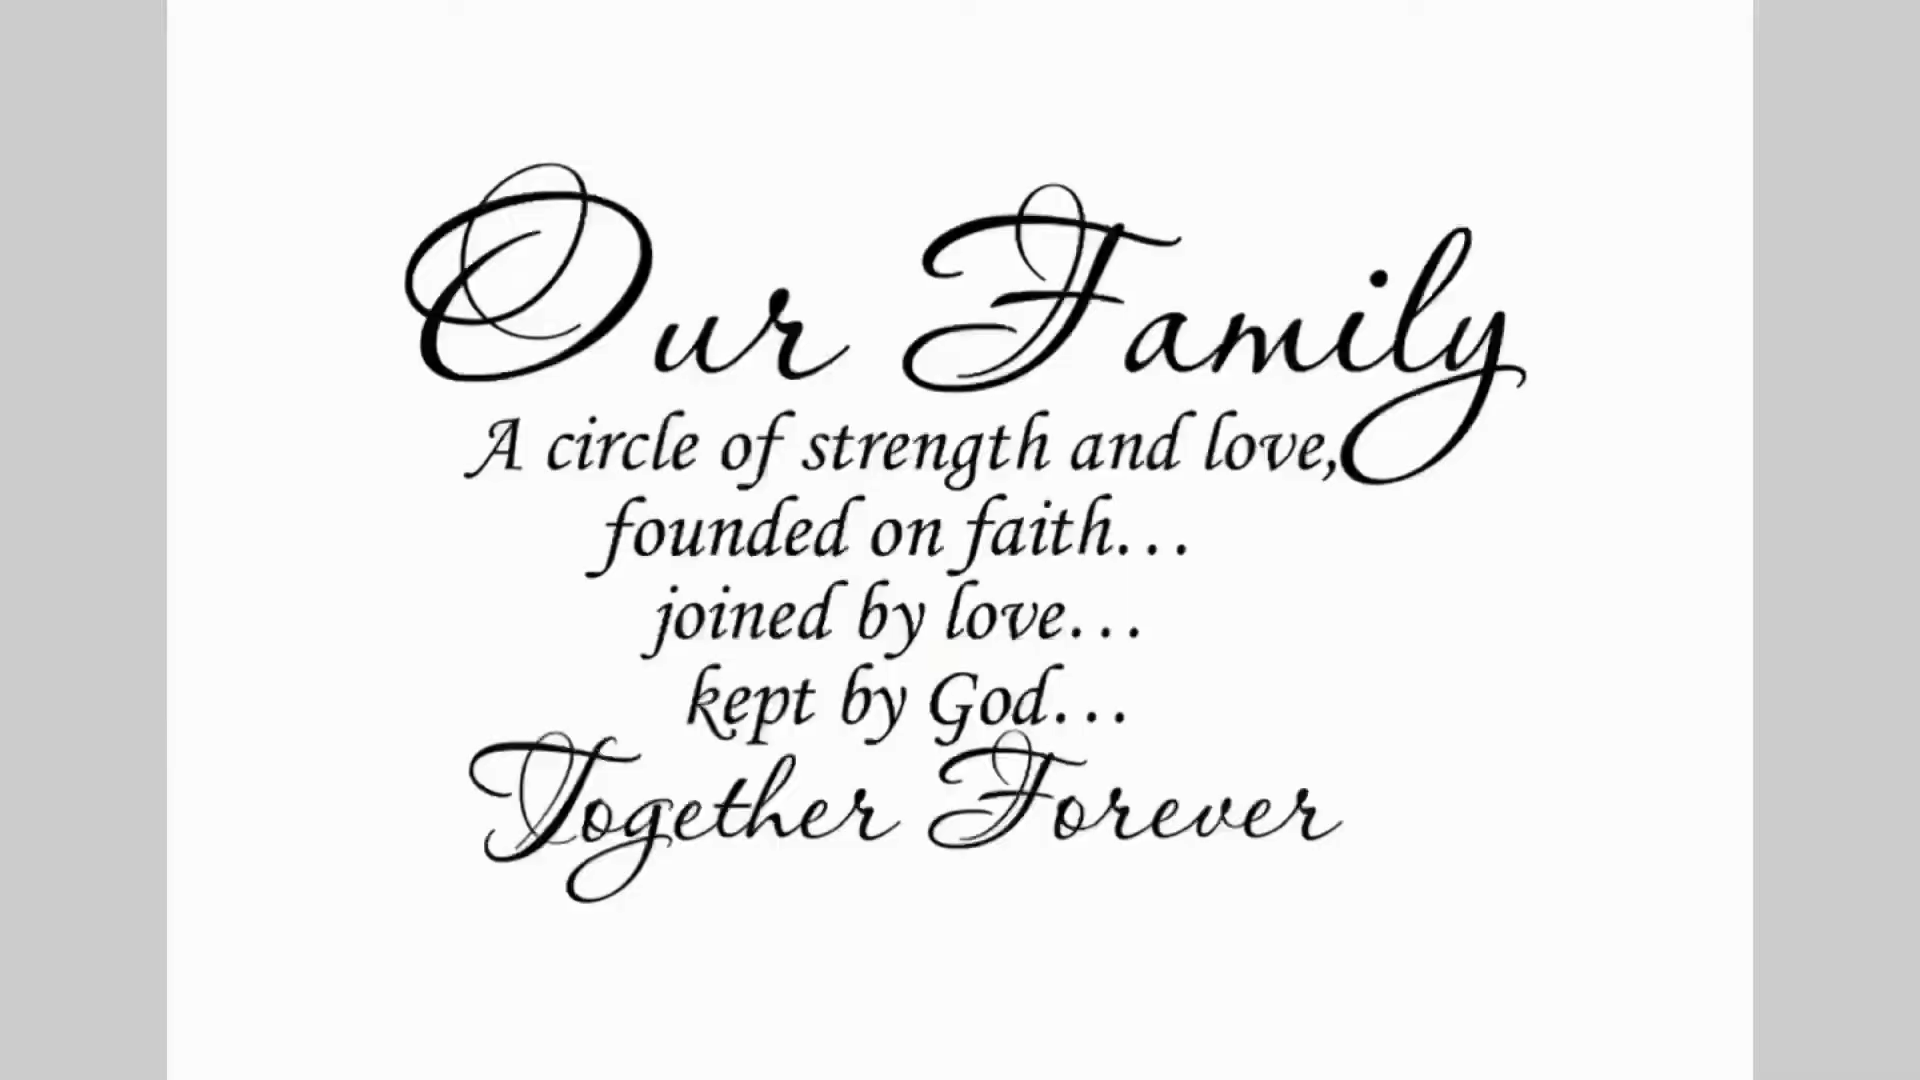 Our Family
A circle of strength and love,
founded on faith...
joined by love...
kept by God...
Together Forever